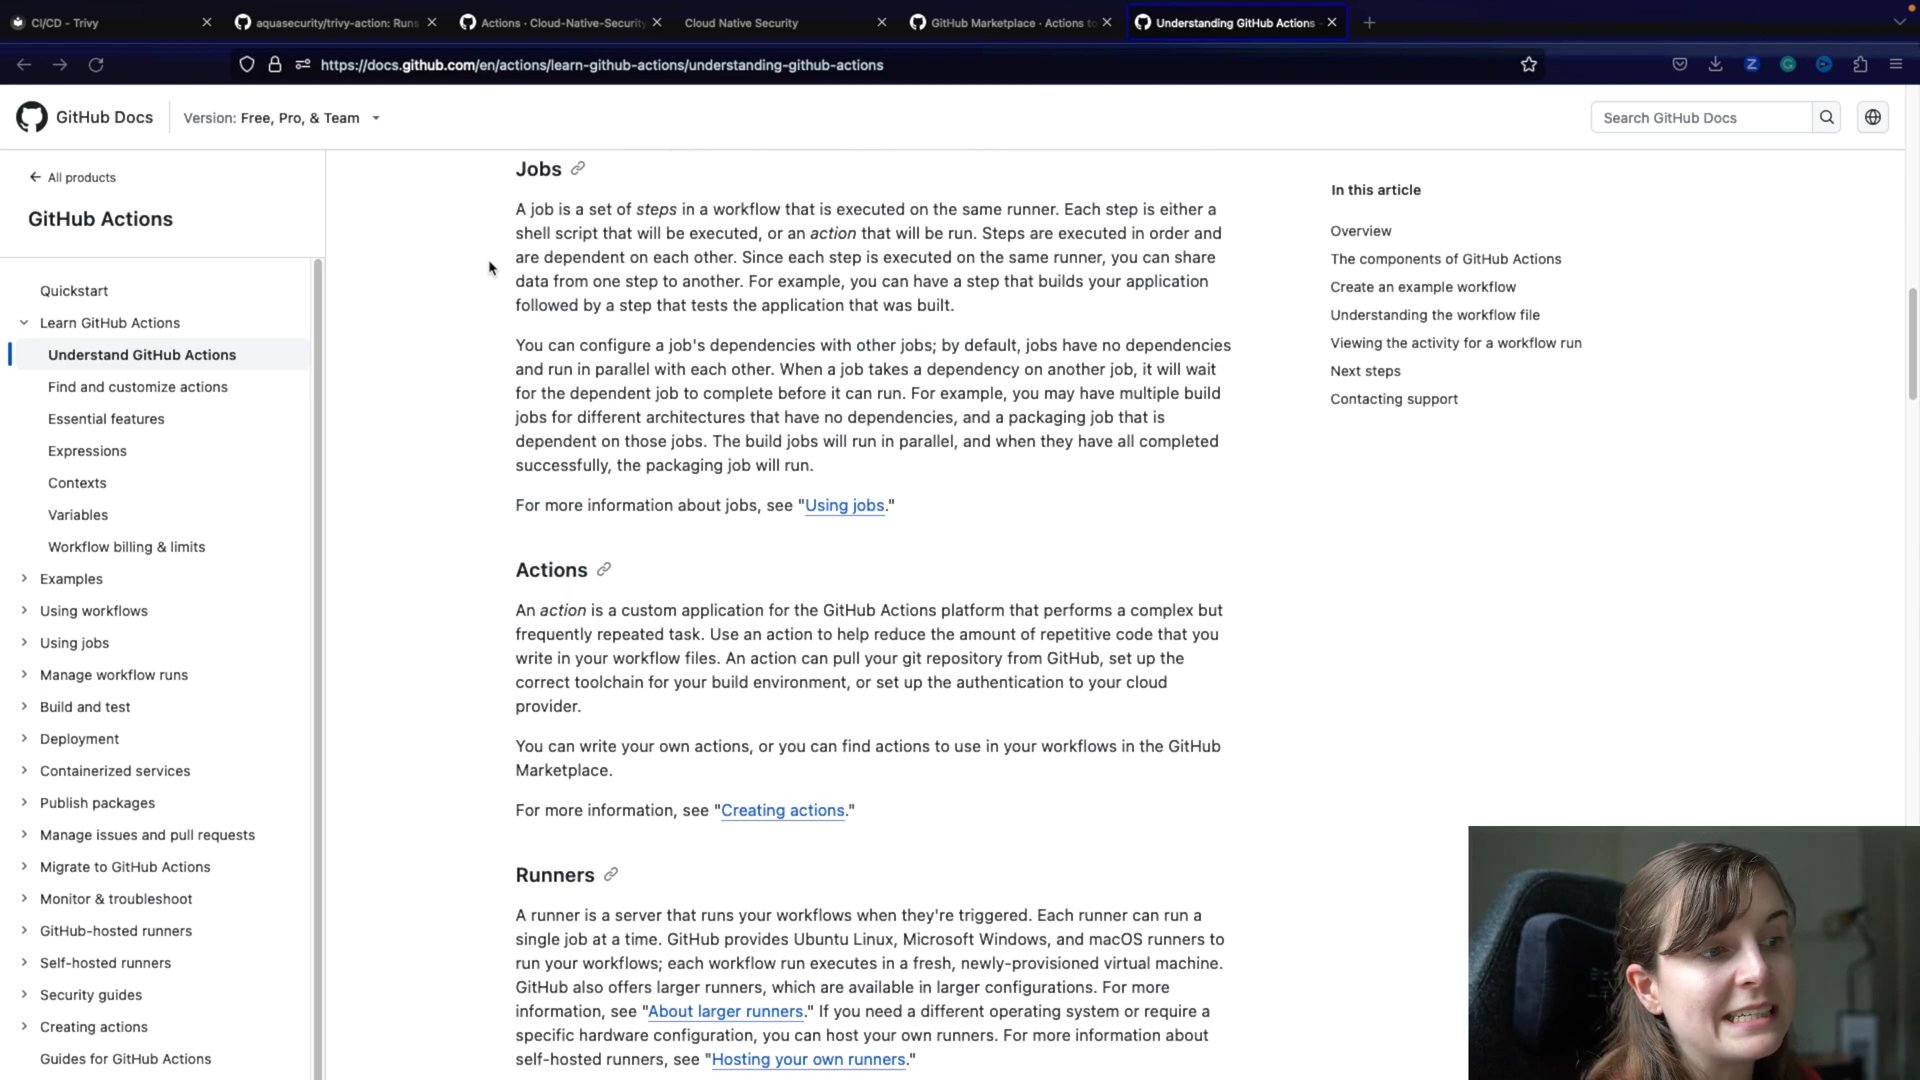 CI/CD - Trivy
aquasecurity/trivy-action: Runs
Actions · Cloud-Native-Security
Cloud Native Security
GitHub Marketplace · Actions to
Understanding GitHub Actions
https://docs.github.com/en/actions/learn-github-actions/understanding-github-actions
GitHub Docs
Version: Free, Pro, & Team
Search GitHub Docs
All products
GitHub Actions
Quickstart
Learn GitHub Actions
Understand GitHub Actions
Find and customize actions
Essential features
Expressions
Contexts
Variables
Workflow billing & limits
Examples
Using workflows
Using jobs
Manage workflow runs
Build and test
Deployment
Containerized services
Publish packages
Manage issues and pull requests
Migrate to GitHub Actions
Monitor & troubleshoot
GitHub-hosted runners
Self-hosted runners
Security guides
Creating actions
Guides for GitHub Actions
Jobs
A job is a set of steps in a workflow that is executed on the same runner. Each step is either a
shell script that will be executed, or an action that will be run. Steps are executed in order and
are dependent on each other. Since each step is executed on the same runner, you can share
data from one step to another. For example, you can have a step that builds your application
followed by a step that tests the application that was built.
You can configure a job's dependencies with other jobs; by default, jobs have no dependencies
and run in parallel with each other. When a job takes a dependency on another job, it will wait
for the dependent job to complete before it can run. For example, you may have multiple build
jobs for different architectures that have no dependencies, and a packaging job that is
dependent on those jobs. The build jobs will run in parallel, and when they have all completed
successfully, the packaging job will run.
For more information about jobs, see "Using jobs."
Actions
An action is a custom application for the GitHub Actions platform that performs a complex but
frequently repeated task. Use an action to help reduce the amount of repetitive code that you
write in your workflow files. An action can pull your git repository from GitHub, set up the
correct toolchain for your build environment, or set up the authentication to your cloud
provider.
You can write your own actions, or you can find actions to use in your workflows in the GitHub
Marketplace.
For more information, see "Creating actions."
Runners
A runner is a server that runs your workflows when they're triggered. Each runner can run a
single job at a time. GitHub provides Ubuntu Linux, Microsoft Windows, and macOS runners to
run your workflows; each workflow run executes in a fresh, newly-provisioned virtual machine.
GitHub also offers larger runners, which are available in larger configurations. For more
information, see "About larger runners." If you need a different operating system or require a
specific hardware configuration, you can host your own runners. For more information about
self-hosted runners, see "Hosting your own runners."
In this article
Overview
The components of GitHub Actions
Create an example workflow
Understanding the workflow file
Viewing the activity for a workflow run
Next steps
Contacting support